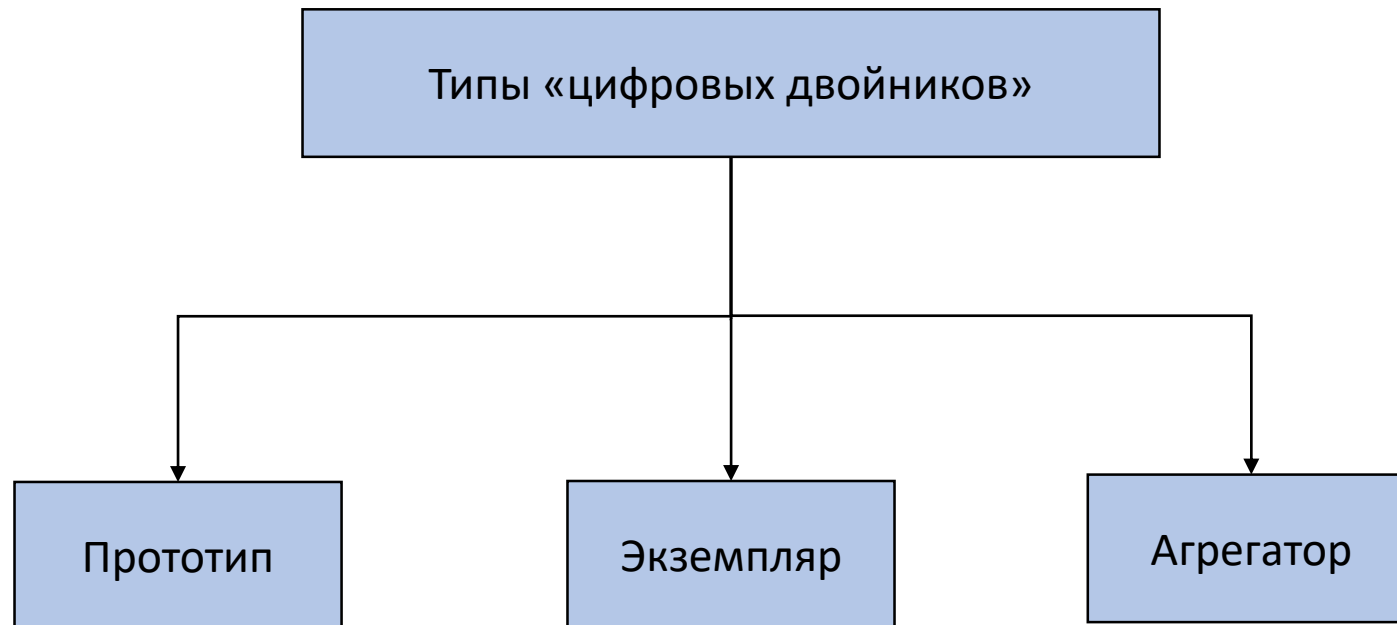 Типы «цифровых двойников»
Прототип
Экземпляр
Агрегатор